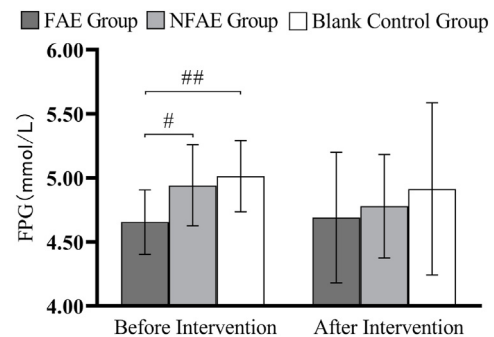 FAE Group NFAE Group Blank Control Group
6.00
5.50
5.00
4.50
4.00
FPG(mmol/L)
##
#
Before Intervention After Intervention